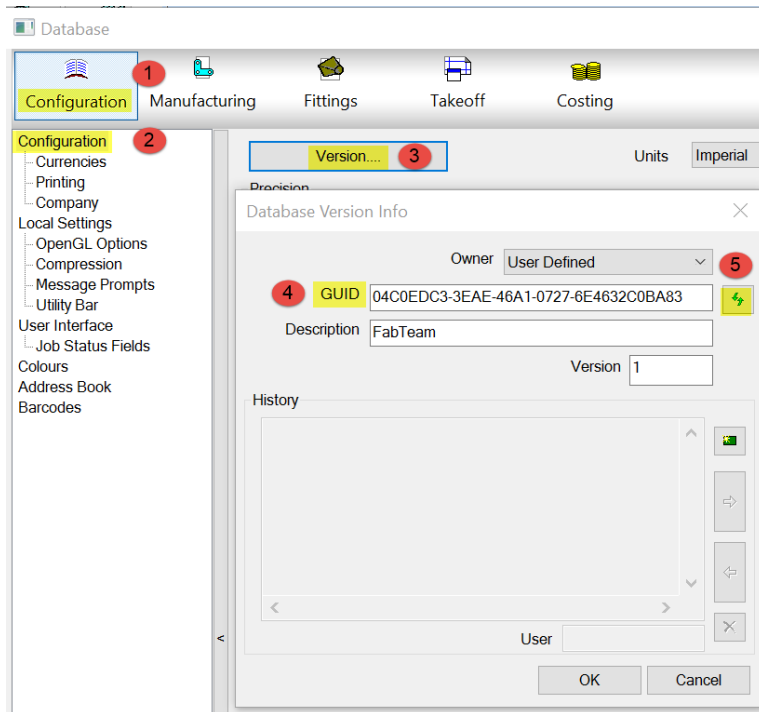 Database
1
Configuration Manufacturing Fittings Takeoff Costing
Configuration 2
Currencies
Printing
Company
Local Settings
OpenGL Options
Compression
Message Prompts
Utility Bar
User Interface
Job Status Fields
Colours
Address Book
Barcodes
Version.... 3 Units Imperial
Precision
Database Version Info
Owner User Defined 5
4 GUID 04C0EDC3-3EAE-46A1-0727-6E4632C0BA83
Description FabTeam
Version 1
History
<
User
OK Cancel